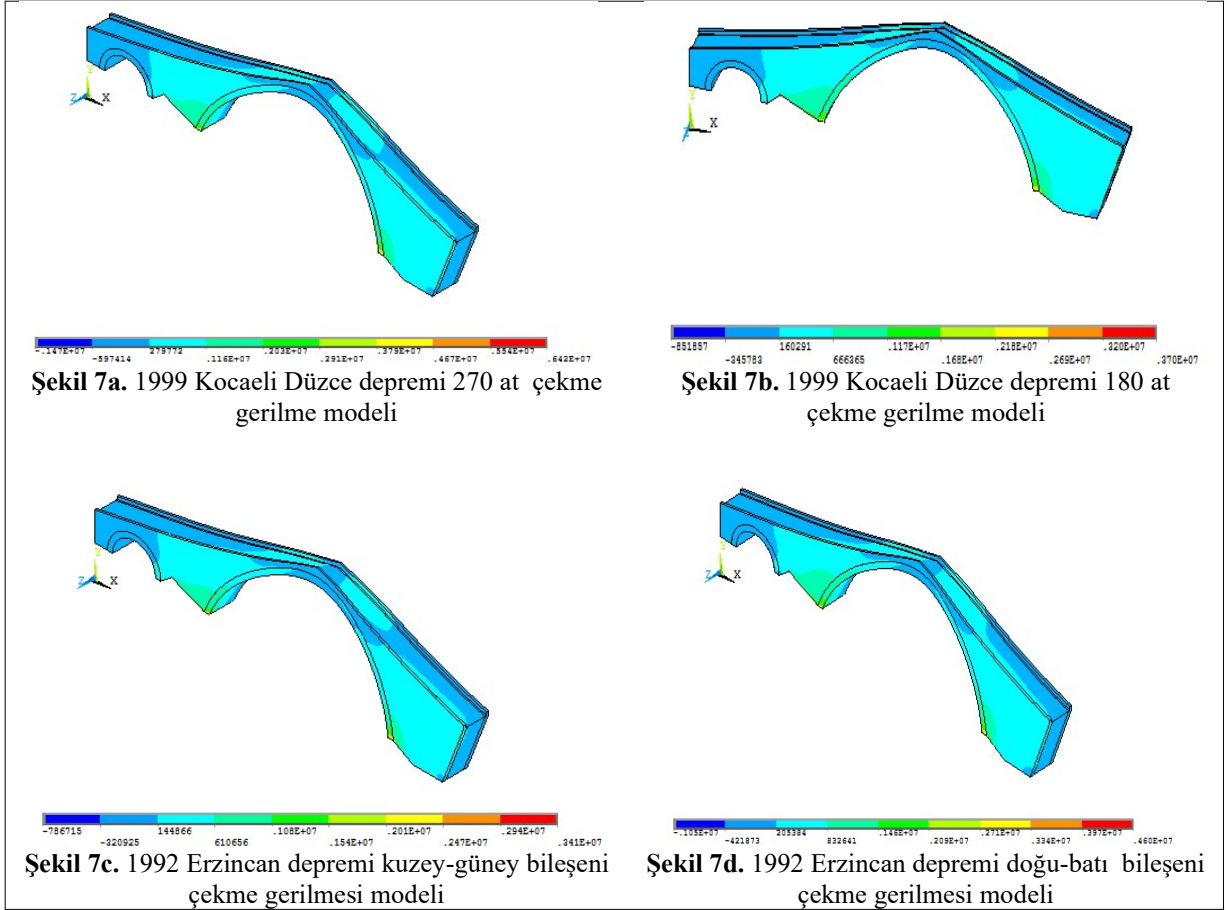 Y
Z X
-.147E+07 279772 .203E+07 .379E+07 .554E+07
-597414 .116E+07 .291E+07 .467E+07 .642E+07
Şekil 7a. 1999 Kocaeli Düzce depremi 270 at çekme
gerilme modeli
Y
Z X
-851857 160291 .117E+07 .218E+07 .320E+07
-345783 666365 .168E+07 .269E+07 .370E+07
Şekil 7b. 1999 Kocaeli Düzce depremi 180 at
çekme gerilme modeli
Y
Z X
-786715 144866 .108E+07 .201E+07 .294E+07
-320925 610656 .154E+07 .247E+07 .341E+07
Şekil 7c. 1992 Erzincan depremi kuzey-güney bileşeni
çekme gerilmesi modeli
Y
Z X
-.105E+07 205384 .146E+07 .271E+07 .397E+07
-421873 832641 .209E+07 .334E+07 .460E+07
Şekil 7d. 1992 Erzincan depremi doğu-batı bileşeni
çekme gerilmesi modeli